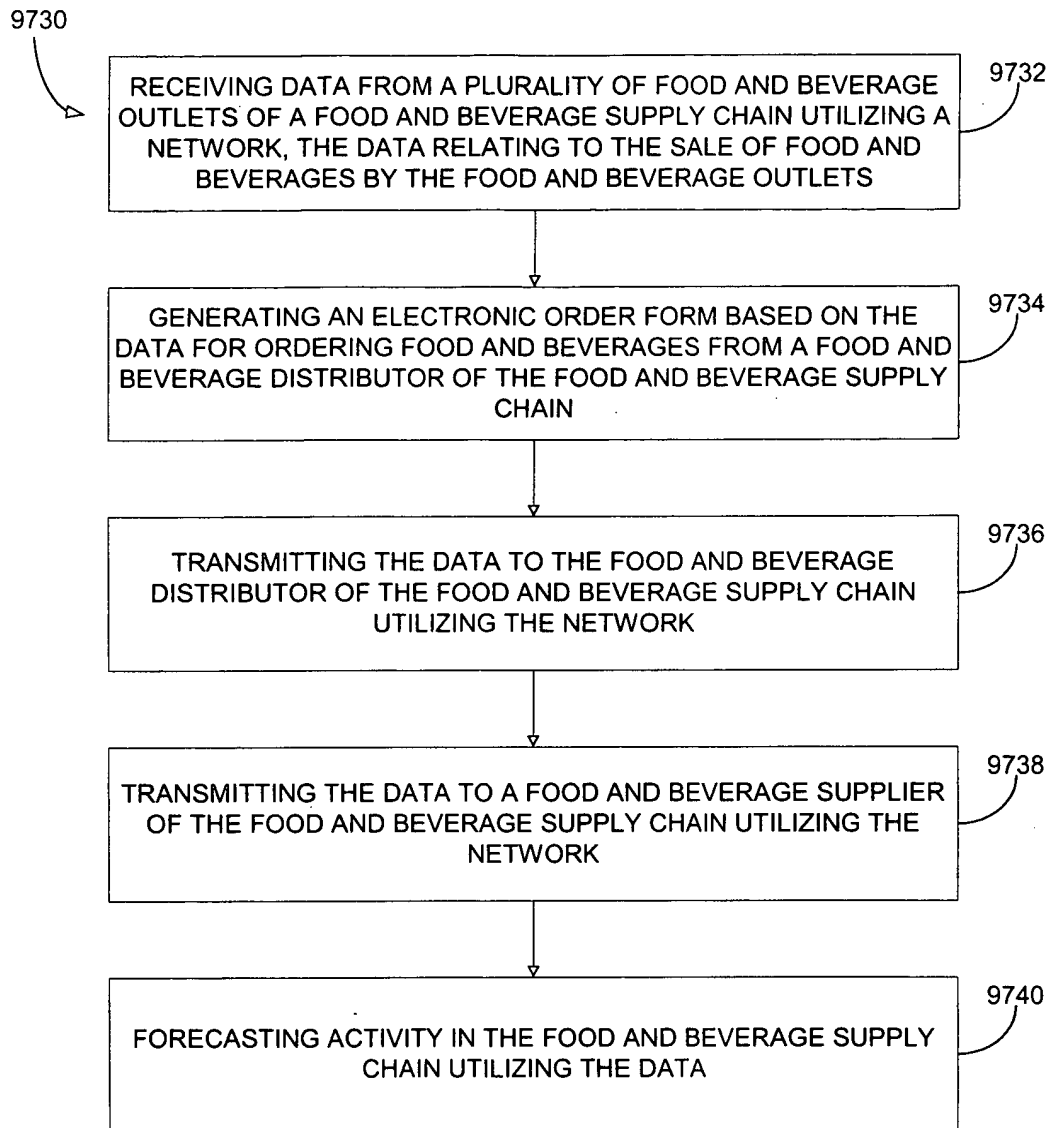 9730
9732
RECEIVING DATA FROM A PLURALITY OF FOOD AND BEVERAGE
OUTLETS OF A FOOD AND BEVERAGE SUPPLY CHAIN UTILIZING A
NETWORK, THE DATA RELATING TO THE SALE OF FOOD AND
BEVERAGES BY THE FOOD AND BEVERAGE OUTLETS
9734
GENERATING AN ELECTRONIC ORDER FORM BASED ON THE
DATA FOR ORDERING FOOD AND BEVERAGES FROM A FOOD AND
BEVERAGE DISTRIBUTOR OF THE FOOD AND BEVERAGE SUPPLY
CHAIN
9736
TRANSMITTING THE DATA TO THE FOOD AND BEVERAGE
DISTRIBUTOR OF THE FOOD AND BEVERAGE SUPPLY CHAIN
UTILIZING THE NETWORK
9738
TRANSMITTING THE DATA TO A FOOD AND BEVERAGE SUPPLIER
OF THE FOOD AND BEVERAGE SUPPLY CHAIN UTILIZING THE
NETWORK
9740
FORECASTING ACTIVITY IN THE FOOD AND BEVERAGE SUPPLY
CHAIN UTILIZING THE DATA